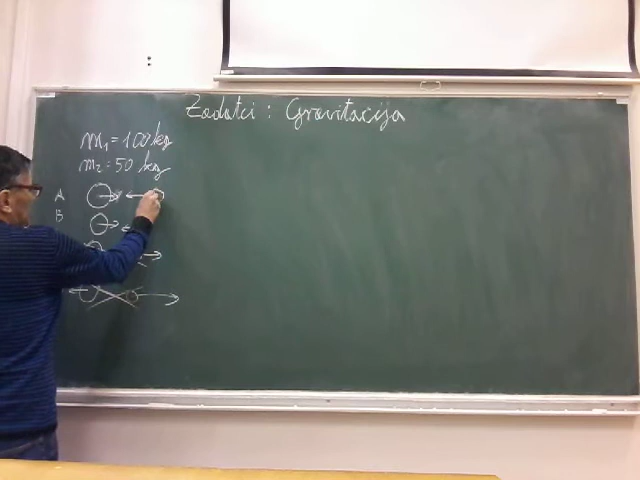 Zadatci : Gravitacija
m₁ = 100 kg
m₂ = 50 kg
A
B